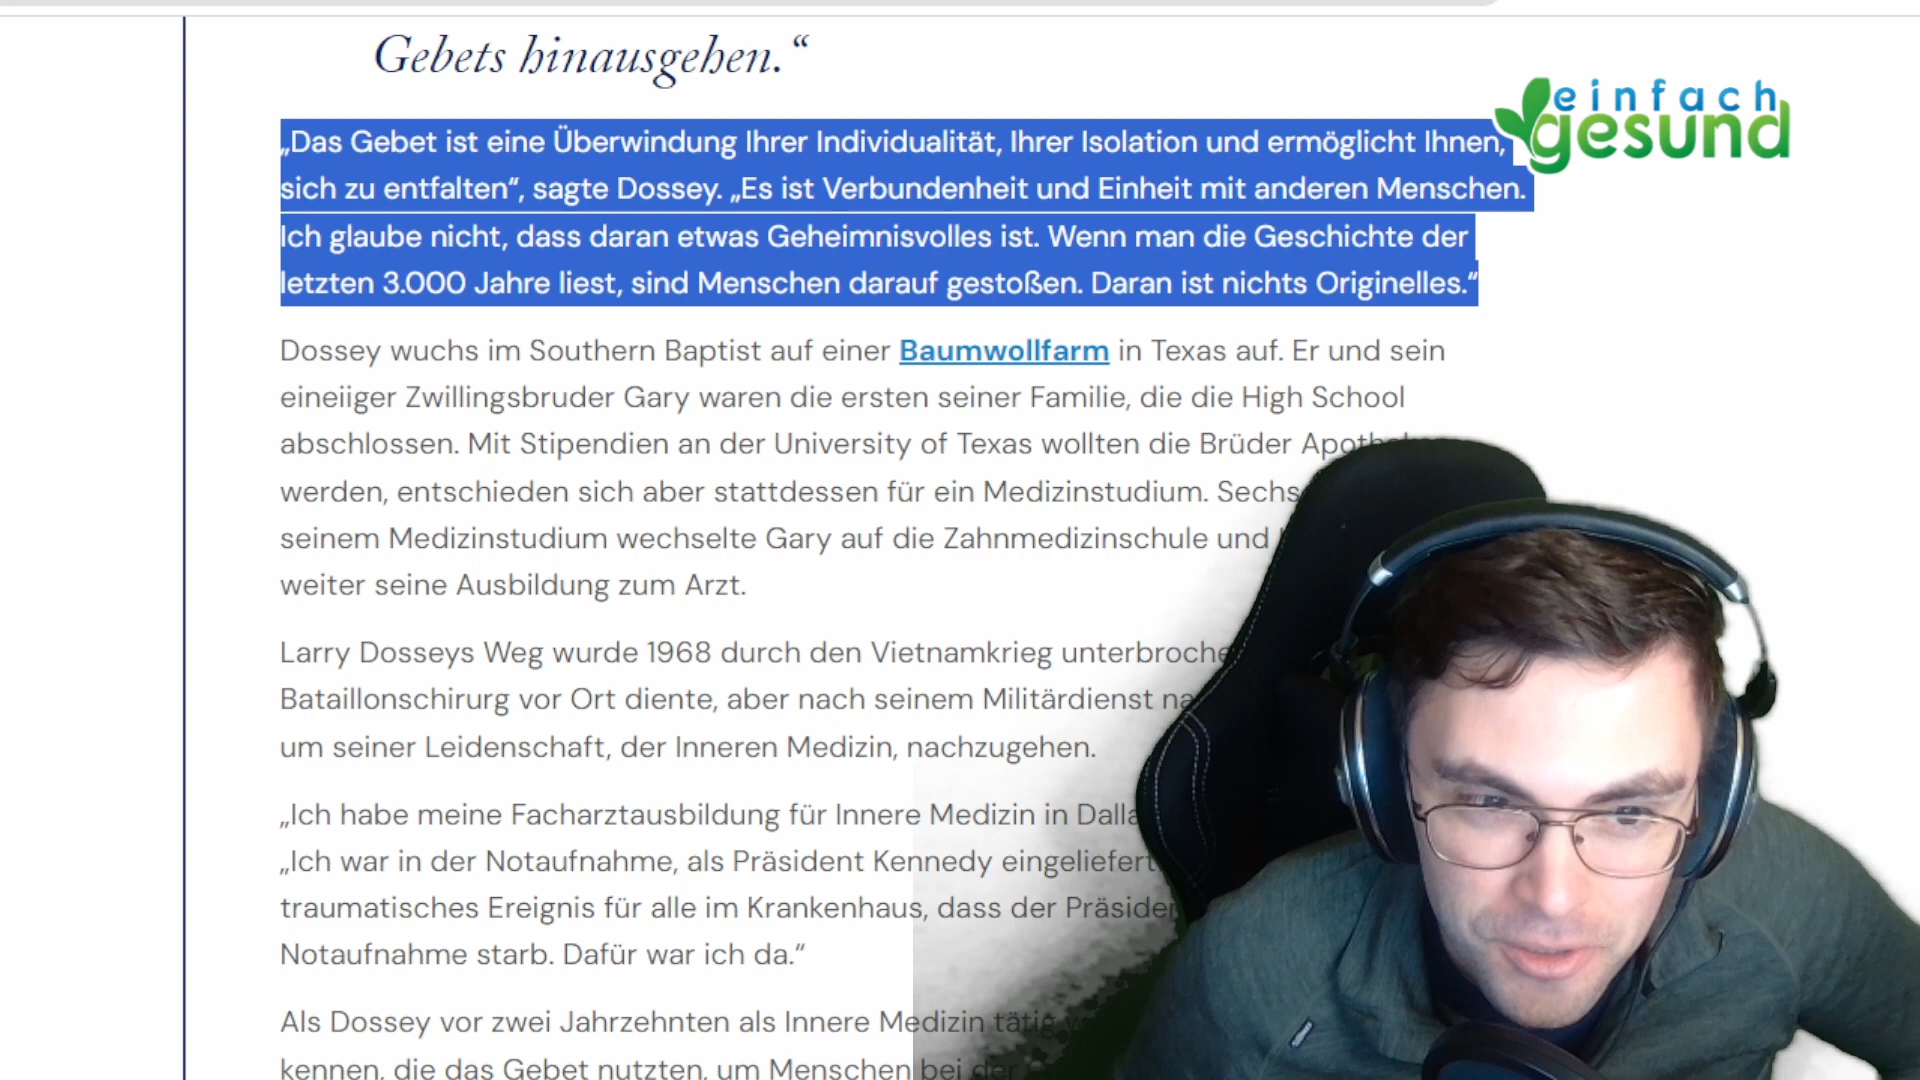 Gebets hinausgehen.“
einfach
gesund
„Das Gebet ist eine Überwindung Ihrer Individualität, Ihrer Isolation und ermöglicht Ihnen,
sich zu entfalten“, sagte Dossey. „Es ist Verbundenheit und Einheit mit anderen Menschen.
Ich glaube nicht, dass daran etwas Geheimnisvolles ist. Wenn man die Geschichte der
letzten 3.000 Jahre liest, sind Menschen darauf gestoßen. Daran ist nichts Originelles.“
Dossey wuchs im Southern Baptist auf einer Baumwollfarm in Texas auf. Er und sein
eineiiger Zwillingsbruder Gary waren die ersten seiner Familie, die die High School
abschlossen. Mit Stipendien an der University of Texas wollten die Brüder
werden, entschieden sich aber stattdessen für ein Medizinstudium. Sechs
seinem Medizinstudium wechselte Gary auf die Zahnmedizinschule und
weiter seine Ausbildung zum Arzt.
Larry Dosseys Weg wurde 1968 durch den Vietnamkrieg unterbroche
Bataillonschirurg vor Ort diente, aber nach seinem Militärdienst na
um seiner Leidenschaft, der Inneren Medizin, nachzugehen.
„Ich habe meine Facharztausbildung für Innere Medizin in Dalla
„Ich war in der Notaufnahme, als Präsident Kennedy eingeliefert
traumatisches Ereignis für alle im Krankenhaus, dass der Präsiden
Notaufnahme starb. Dafür war ich da.“
Als Dossey vor zwei Jahrzehnten als Innere Medizin tätig
kennen, die das Gebet nutzten, um Menschen bei der